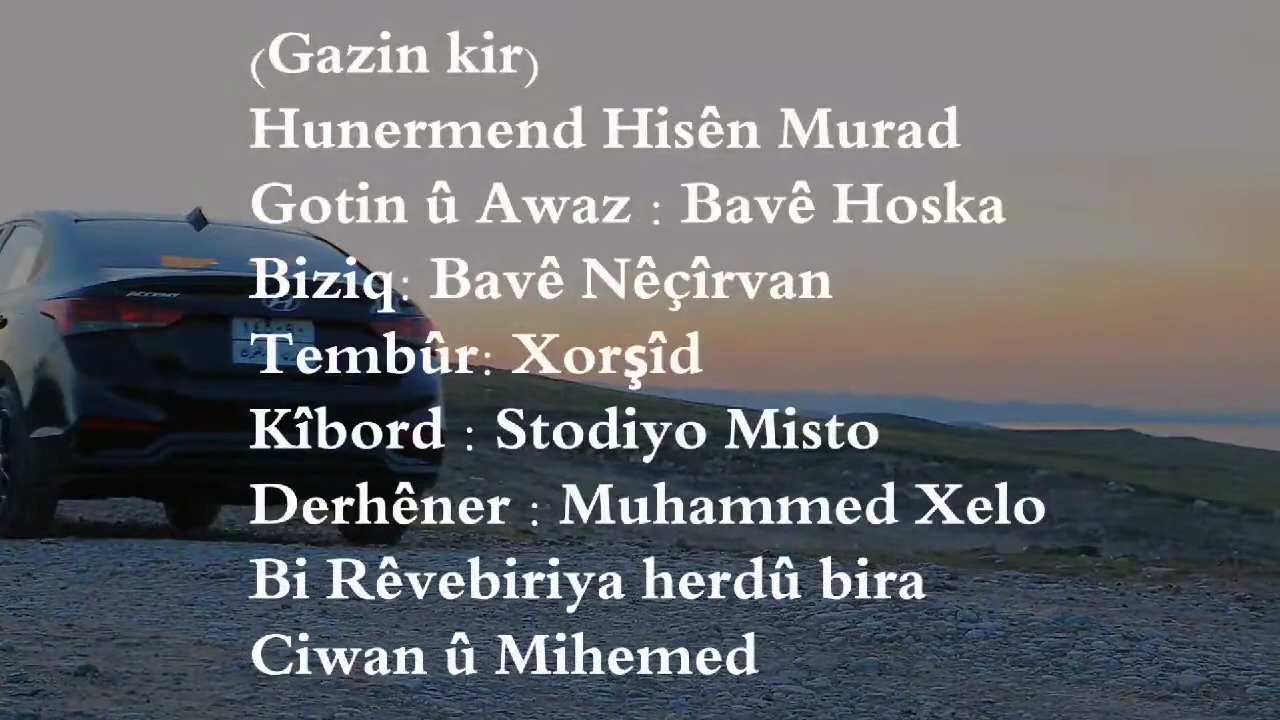 (Gazin kir)
Hunermend Hisên Murad
Gotin û Awaz : Bavê Hoska
Biziq: Bavê Nêçîrvan
Tembûr: Xorşîd
Kîbord : Stodiyo Misto
Derhêner : Muhammed Xelo
Bi Rêvebiriya herdû bira
Ciwan û Mihemed
ACCENT